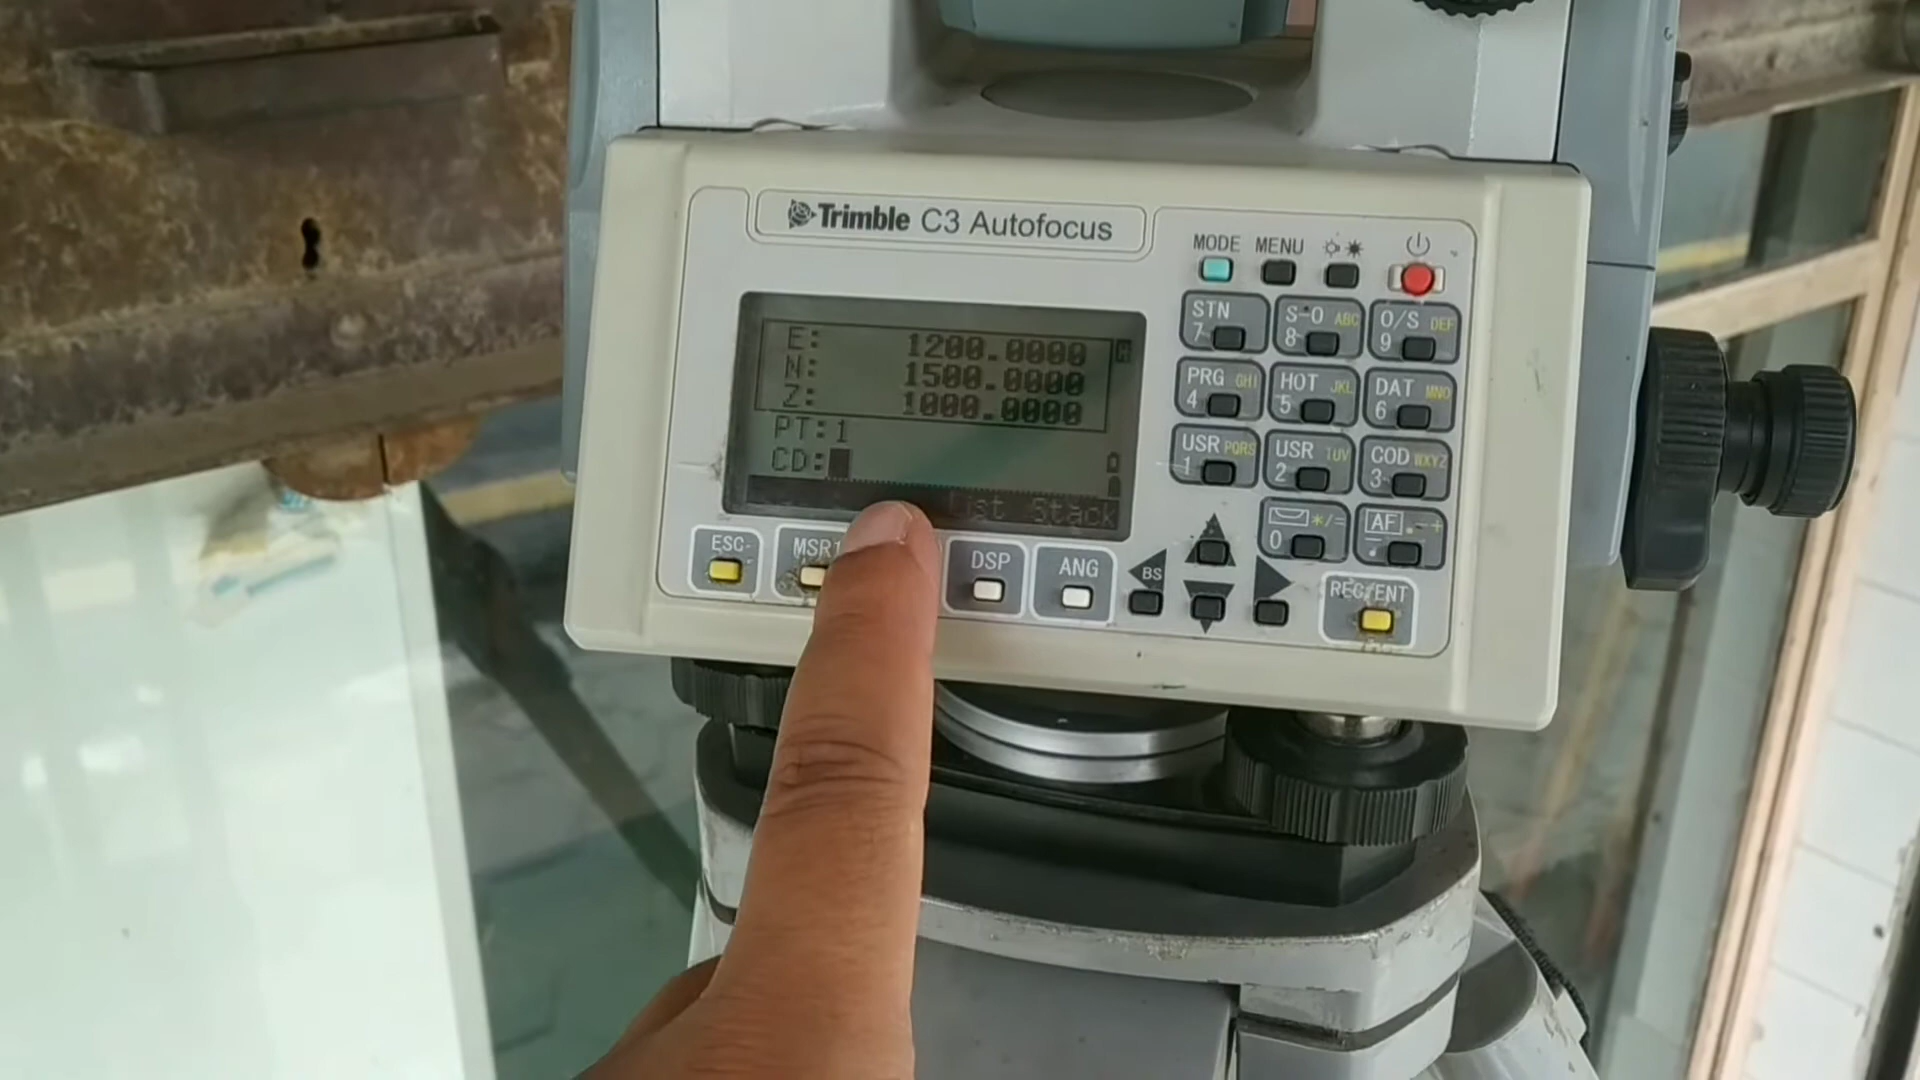 Trimble C3 Autofocus
MODE MENU
STN 7
S-O ABC 8
O/S DEF 9
E: 1200.0000
N: 1500.0000
Z: 1000.0000
PT:1
CD:
Stack
PRG GHI 4
HOT JKL 5
DAT MNO 6
USR PQRS 1
USR TUV 2
COD WXYZ 3
*/= 0
AF .-+
ESC
MSR1
DSP
ANG
BS
REC/ENT